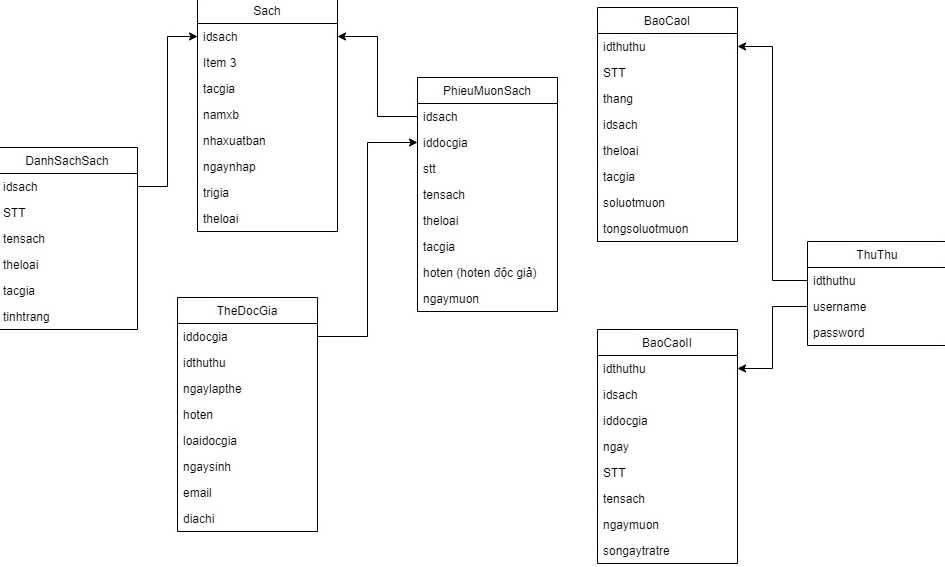 Sach
idsach
Item 3
tacgia
namxb
nhaxuatban
ngaynhap
trigia
theloai
DanhSachSach
idsach
STT
tensach
theloai
tacgia
tinhtrang
PhieuMuonSach
idsach
iddocgia
stt
tensach
theloai
tacgia
hoten (hoten độc giả)
ngaymuon
TheDocGia
iddocgia
idthuthu
ngaylapthe
hoten
loaidocgia
ngaysinh
email
diachi
BaoCaoI
idthuthu
STT
thang
idsach
theloai
tacgia
soluotmuon
tongsoluotmuon
ThuThu
idthuthu
username
password
BaoCaoII
idthuthu
idsach
iddocgia
ngay
STT
tensach
ngaymuon
songaytratre